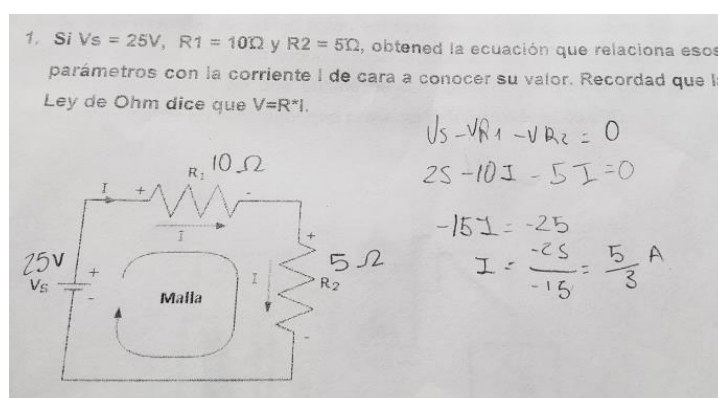 1. Si Vs = 25V, R1 = 10Ω y R2 = 5Ω, obtened la ecuación que relaciona esos
parámetros con la corriente I de cara a conocer su valor. Recordad que l
Ley de Ohm dice que V=R*I.
Vs - VR1 - VR2 = 0
25 - 10I - 5I = 0
-15I = -25
I = -25/-15 = 5/3 A
10 Ω
R1
I
+
-
I
+
25V
Vs
+
-
Malla
I
5 Ω
R2
-